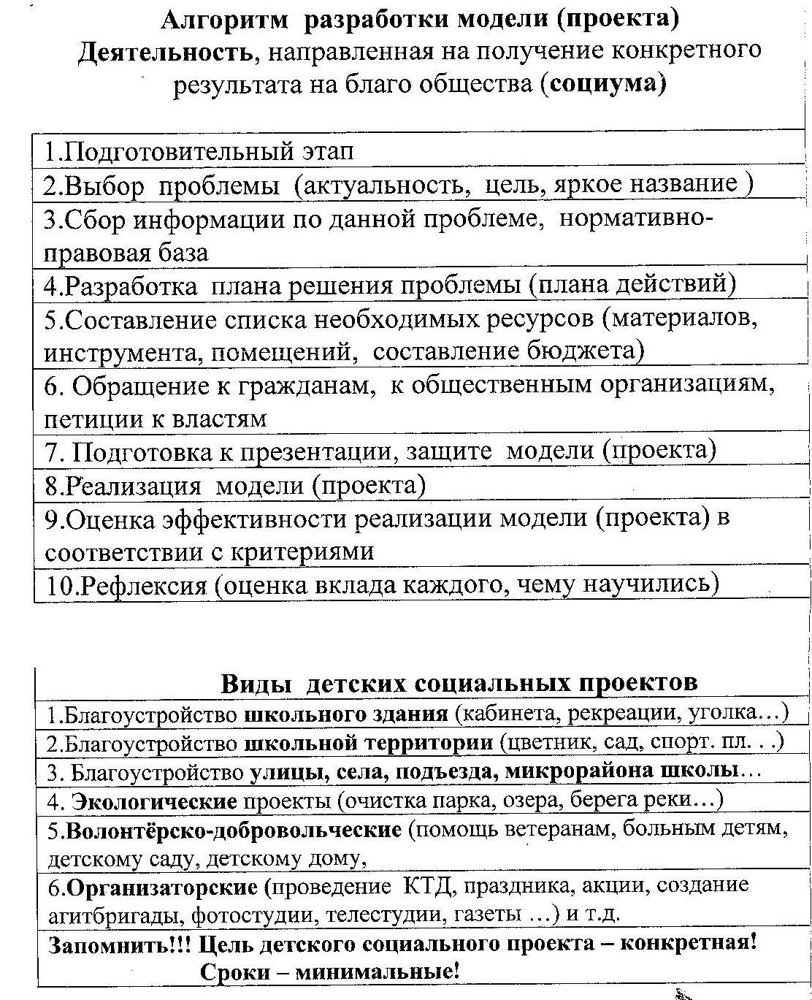 Алгоритм разработки модели (проекта)
Деятельность, направленная на получение конкретного
результата на благо общества (социума)
1.Подготовительный этап
2.Выбор проблемы (актуальность, цель, яркое название )
3.Сбор информации по данной проблеме, нормативно-
правовая база
4.Разработка плана решения проблемы (плана действий)
5.Составление списка необходимых ресурсов (материалов,
инструмента, помещений, составление бюджета)
6. Обращение к гражданам, к общественным организациям,
петиции к властям
7. Подготовка к презентации, защите модели (проекта)
8.Реализация модели (проекта)
9.Оценка эффективности реализации модели (проекта) в
соответствии с критериями
10.Рефлексия (оценка вклада каждого, чему научились)
Виды детских социальных проектов
1.Благоустройство школьного здания (кабинета, рекреации, уголка…)
2.Благоустройство школьной территории (цветник, сад, спорт. пл. . .)
3. Благоустройство улицы, села, подъезда, микрорайона школы…
4. Экологические проекты (очистка парка, озера, берега реки…)
5.Волонтёрско-добровольческие (помощь ветеранам, больным детям,
детскому саду, детскому дому,
6.Организаторские (проведение КТД, праздника, акции, создание
агитбригады, фотостудии, телестудии, газеты …) и т.д.
Запомнить!!! Цель детского социального проекта – конкретная!
Сроки – минимальные!